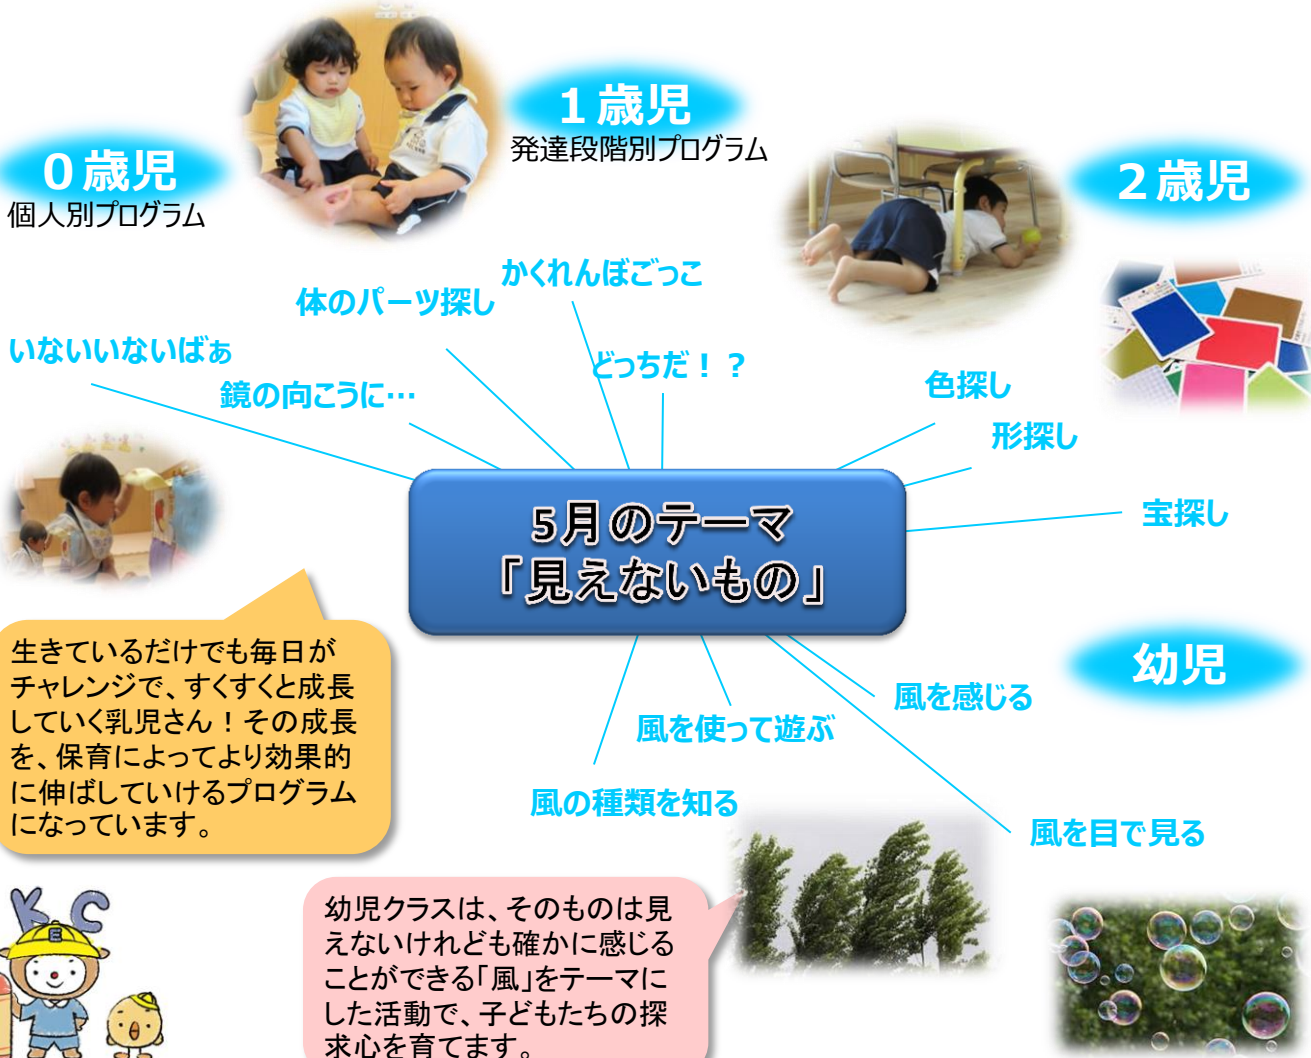 1歳児
発達段階別プログラム
0歳児
個人別プログラム
2歳児
かくれんぼごっこ
体のパーツ探し
いないいないばぁ
どっちだ！？
鏡の向こうに…
色探し
形探し
宝探し
5月のテーマ
「見えないもの」
生きているだけでも毎日が
チャレンジで、すくすくと成長
していく乳児さん！その成長
を、保育によってより効果的
に伸ばしていけるプログラム
になっています。
幼児
風を感じる
風を使って遊ぶ
風の種類を知る
風を目で見る
幼児クラスは、そのものは見
えないけれども確かに感じる
ことができる「風」をテーマに
した活動で、子どもたちの探
求心を育てます。
KC
E